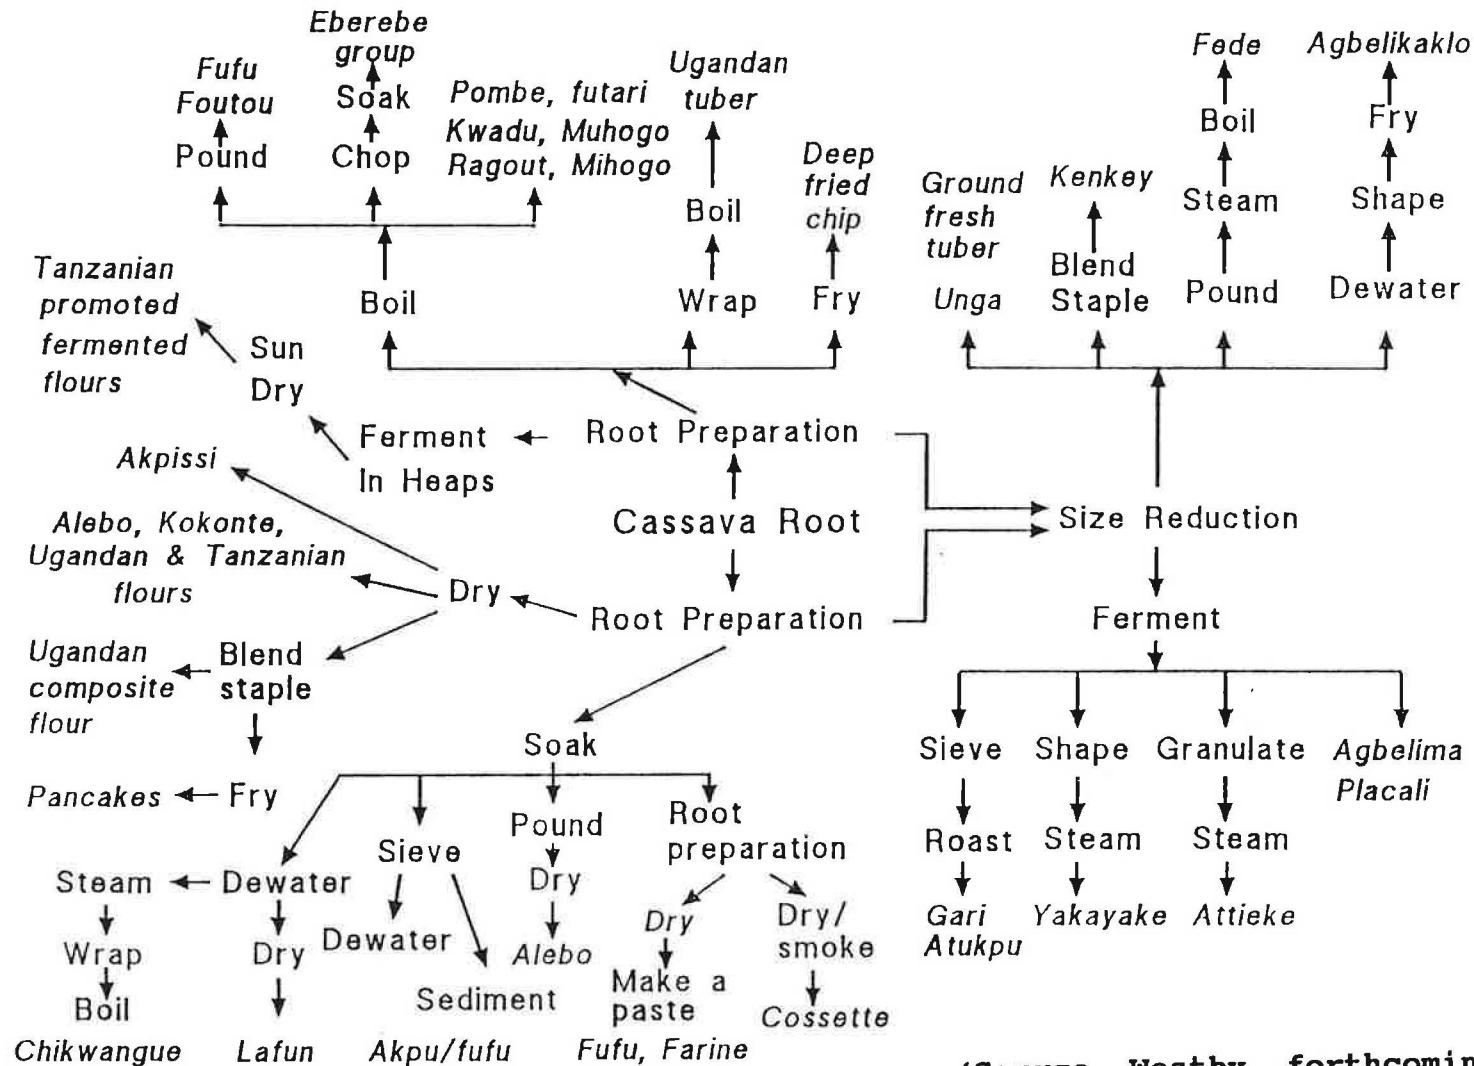 Eberebe
group
Soak
Chop
Fufu
Foutou
Pound
Pombe, futari
Kwadu, Muhogo
Ragout, Mihogo
Ugandan
tuber
Boil
Wrap
Deep
fried
chip
Fry
Boil
Ground
fresh
tuber
Unga
Kenkey
Blend
Staple
Fede
Boil
Steam
Pound
Agbelikaklo
Fry
Shape
Dewater
Tanzanian
promoted
fermented
flours
Sun
Dry
Ferment
In Heaps
Root Preparation
Cassava Root
Size Reduction
Akpissi
Alebo, Kokonte,
Ugandan & Tanzanian
flours
Dry
Root Preparation
Ferment
Ugandan
composite
flour
Blend
staple
Pancakes
Fry
Soak
Steam
Wrap
Boil
Chikwangue
Dewater
Dry
Lafun
Sieve
Dewater
Sediment
Akpu/fufu
Pound
Dry
Alebo
Root
preparation
Dry
Make a
paste
Fufu, Farine
Dry/
smoke
Cossette
Sieve
Roast
Gari
Atukpu
Shape
Steam
Yakayake
Granulate
Steam
Attieke
Agbelima
Placali